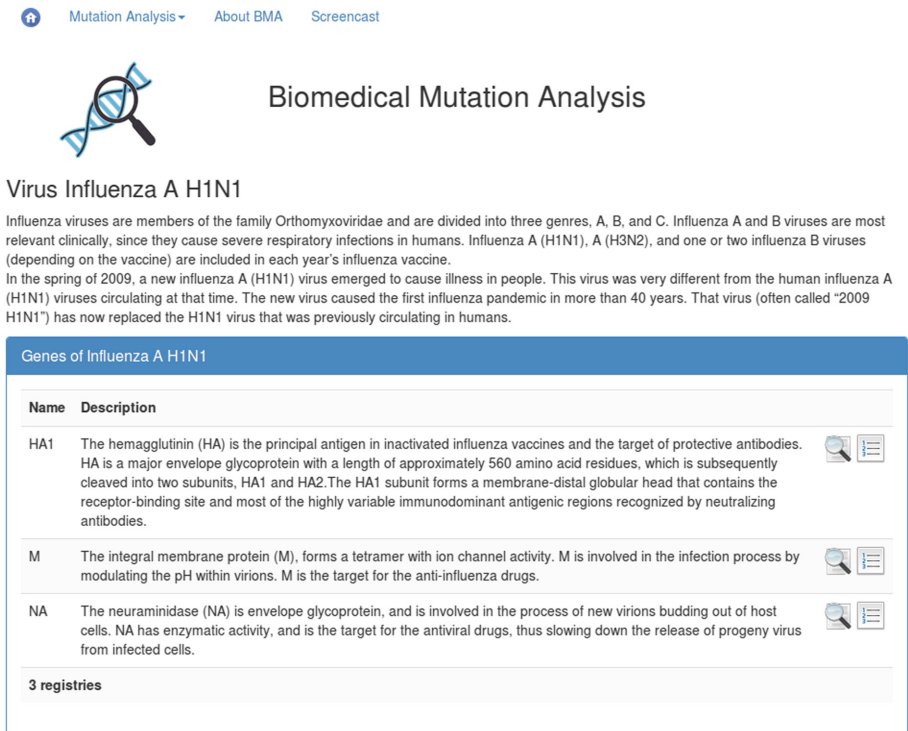 Mutation Analysis About BMA Screencast
Biomedical Mutation Analysis
Virus Influenza A H1N1
Influenza viruses are members of the family Orthomyxoviridae and are divided into three genres, A, B, and C. Influenza A and B viruses are most
relevant clinically, since they cause severe respiratory infections in humans. Influenza A (H1N1), A (H3N2), and one or two influenza B viruses
(depending on the vaccine) are included in each year's influenza vaccine.
In the spring of 2009, a new influenza A (H1N1) virus emerged to cause illness in people. This virus was very different from the human influenza A
(H1N1) viruses circulating at that time. The new virus caused the first influenza pandemic in more than 40 years. That virus (often called “2009
H1N1”) has now replaced the H1N1 virus that was previously circulating in humans.
Genes of Influenza A H1N1
Name Description
HA1 The hemagglutinin (HA) is the principal antigen in inactivated influenza vaccines and the target of protective antibodies.
HA is a major envelope glycoprotein with a length of approximately 560 amino acid residues, which is subsequently
cleaved into two subunits, HA1 and HA2.The HA1 subunit forms a membrane-distal globular head that contains the
receptor-binding site and most of the highly variable immunodominant antigenic regions recognized by neutralizing
antibodies.
M The integral membrane protein (M), forms a tetramer with ion channel activity. M is involved in the infection process by
modulating the pH within virions. M is the target for the anti-influenza drugs.
NA The neuraminidase (NA) is envelope glycoprotein, and is involved in the process of new virions budding out of host
cells. NA has enzymatic activity, and is the target for the antiviral drugs, thus slowing down the release of progeny virus
from infected cells.
3 registries